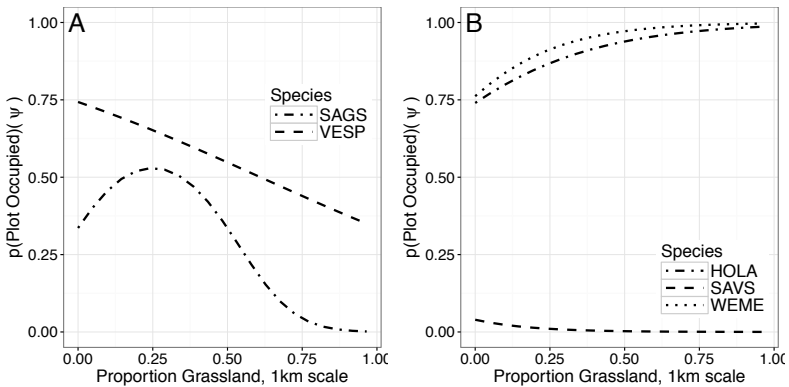 A
1.00
0.75
0.50
0.25
0.00
p(Plot Occupied)( ψ )
Species
SAGS
VESP
0.00 0.25 0.50 0.75 1.00
Proportion Grassland, 1km scale
B
1.00
0.75
0.50
0.25
0.00
p(Plot Occupied)( ψ )
Species
HOLA
SAVS
WEME
0.00 0.25 0.50 0.75 1.00
Proportion Grassland, 1km scale